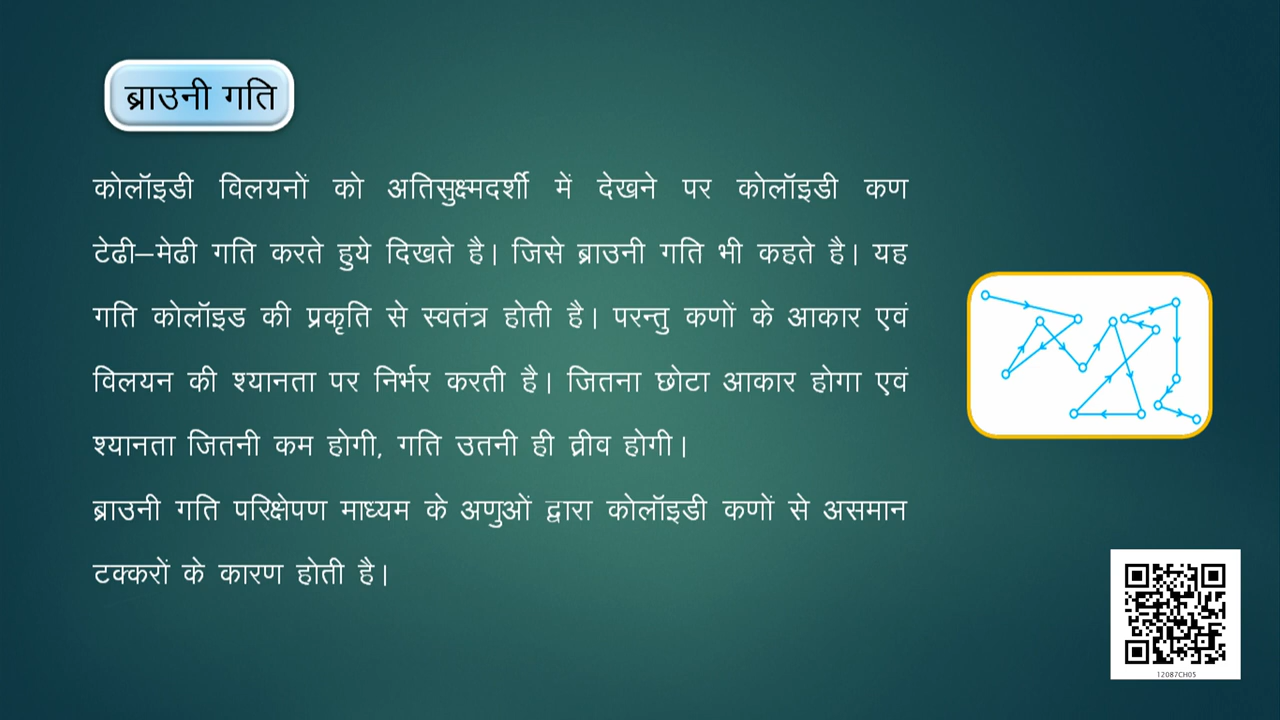 ब्राउनी गति
कोलॉइडी विलयनों को अतिसुक्ष्मदर्शी में देखने पर कोलॉइडी कण
टेढी–मेढी गति करते हुये दिखते है। जिसे ब्राउनी गति भी कहते है। यह
गति कोलॉइड की प्रकृति से स्वतंत्र होती है। परन्तु कणों के आकार एवं
विलयन की श्यानता पर निर्भर करती है। जितना छोटा आकार होगा एवं
श्यानता जितनी कम होगी, गति उतनी ही व्रीव होगी।
ब्राउनी गति परिक्षेपण माध्यम के अणुओं द्वारा कोलॉइडी कणों से असमान
टक्करों के कारण होती है।
12087CH05